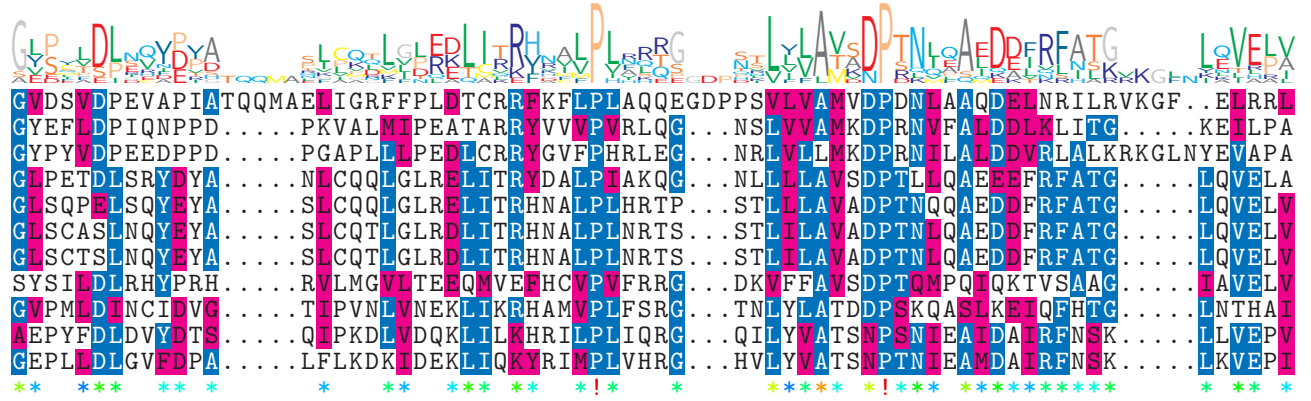 GVDSVDPEVAPIATQQMAELIGRFFPLDTCRRFKFLPLAQQEGDPPSVLVAMVDPDNLAAQDELNRILRVKGF..ELRRL
GYEFLDPIQNPPD.....PKVALMIPEATARRYVVVPVRLQG...NSLVVAMKDPRNVFALDDLKLITG.....KEILPA
GYPYVDPEEDPPD.....PGAPLLLPEDLCRRYGVFPHRLEG...NRLVLLMKDPRNILALDDVRLALKRKGLNYEVAPA
GLPETDLSRYDYA.....NLCQQLGLRELITRYDALPIAKQG...NLLLLAVSDPTLLQAEEEFRFATG.....LQVELA
GLSQPELSQYEYA.....SLCQQLGLRELITRHNALPLHRTP...STLLLAVADPTNQQAEDDFRFATG.....LQVELV
GLSCASLNQYEYA.....SLCQTLGLRELITRHNALPLNRTS...STLILAVADPTNLQAEDDFRFATG.....LQVELV
GLSCTSLNQYEYA.....SLCQTLGLRDLITRHNALPLNRTS...STLILAVADPTNLQAEDDFRFATG.....LQVELV
SYSILDLRHYPRH.....RVLMGVLTEEQMVEFHCVPVFRRG...DKVFFAVSDPTQMPQIQKTVSAAG.....IAVELV
GVPMLDINCIDVG.....TIPVNLVNEKLIKRHAMVPLFSRG...TNLYLATDDPSKQASLKEIQFHTG.....LNTHAI
AEPYFDLDVYDTS.....QIPKDLVDQKLILKHRILPLIQRG...QILYVATSNPSNIEAIDAIRFNSK.....LLVEPV
GEPLLDLGVFDPA.....LFLKDKIDEKLIQKYRIMPLVHRG...HVLYVATSNPTNIEAMDAIRFNSK.....LKVEPI
**  ***  ** *      *   **  *** **  *!    *     ***** *!*** **********     * ** *